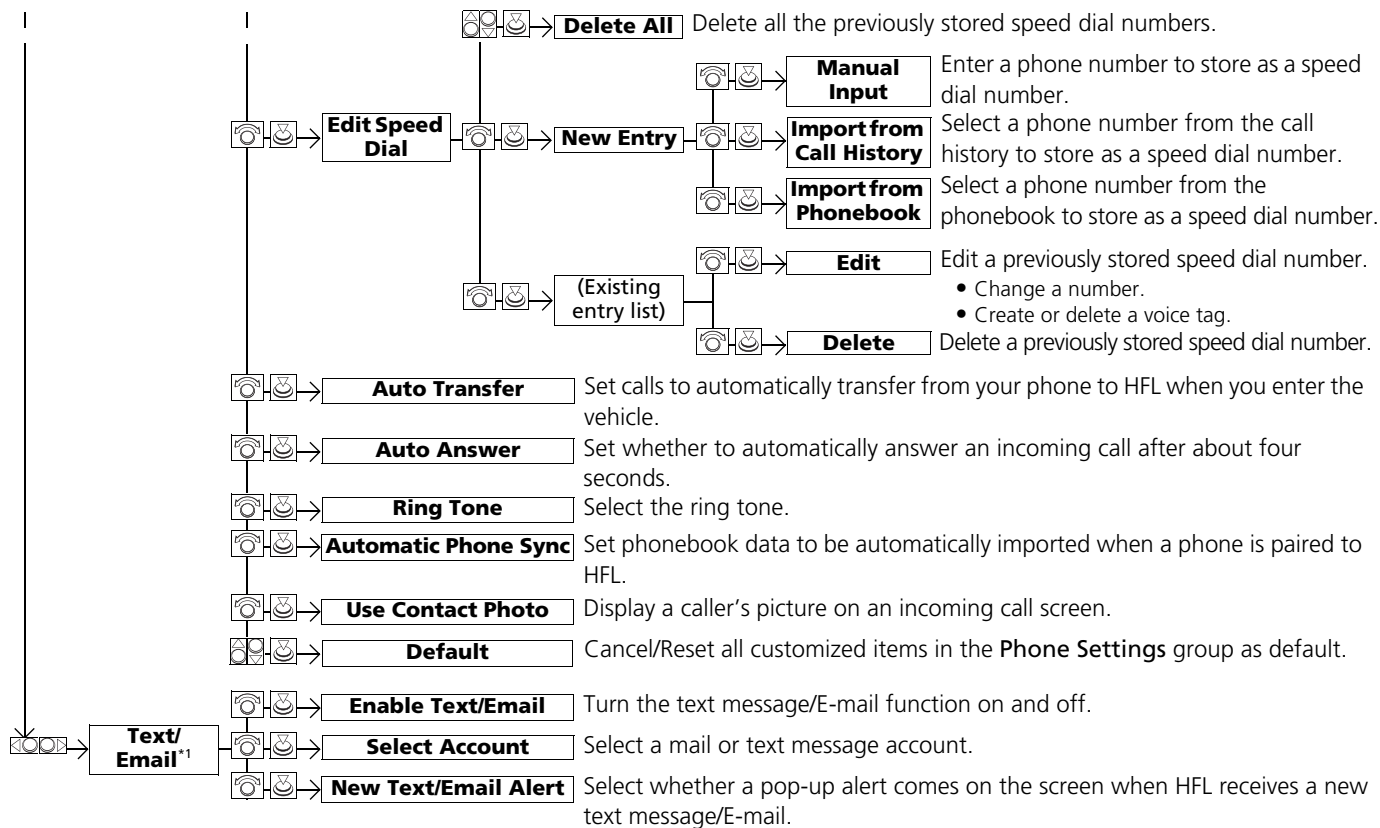 Delete All Delete all the previously stored speed dial numbers.
Manual Input Enter a phone number to store as a speed
dial number.
Edit Speed Dial
New Entry
Import from Call History Select a phone number from the call
history to store as a speed dial number.
Import from Phonebook Select a phone number from the
phonebook to store as a speed dial number.
(Existing
entry list)
Edit Edit a previously stored speed dial number.
• Change a number.
• Create or delete a voice tag.
Delete Delete a previously stored speed dial number.
Auto Transfer Set calls to automatically transfer from your phone to HFL when you enter the
vehicle.
Auto Answer Set whether to automatically answer an incoming call after about four
seconds.
Ring Tone Select the ring tone.
Automatic Phone Sync Set phonebook data to be automatically imported when a phone is paired to
HFL.
Use Contact Photo Display a caller's picture on an incoming call screen.
Default Cancel/Reset all customized items in the Phone Settings group as default.
Text/
Email*1
Enable Text/Email Turn the text message/E-mail function on and off.
Select Account Select a mail or text message account.
New Text/Email Alert Select whether a pop-up alert comes on the screen when HFL receives a new
text message/E-mail.